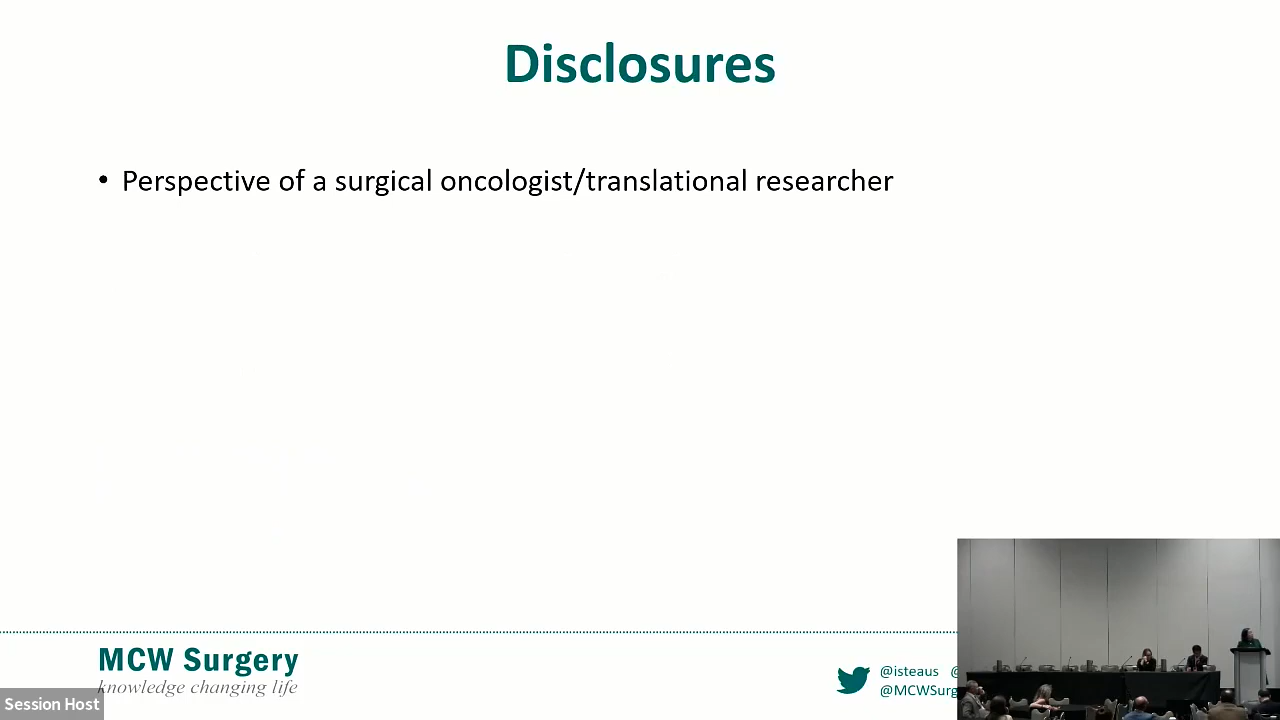 Disclosures
• Perspective of a surgical oncologist/translational researcher
MCW Surgery
knowledge changing life
@isteaus @
@MCWSurg
Session Host